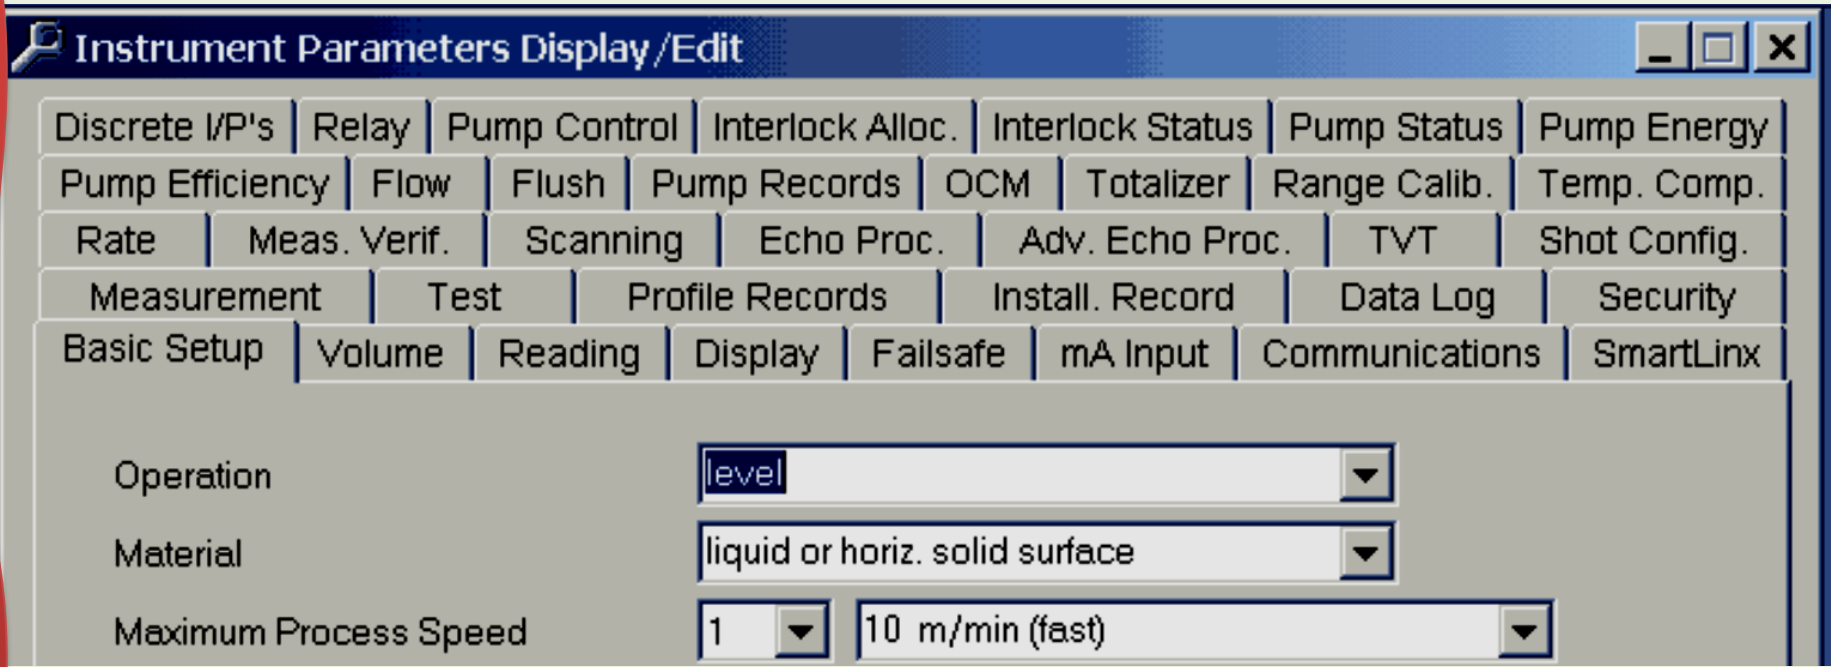 Instrument Parameters Display/Edit
Discrete I/P's Relay Pump Control Interlock Alloc. Interlock Status Pump Status Pump Energy
Pump Efficiency Flow Flush Pump Records OCM Totalizer Range Calib. Temp. Comp.
Rate Meas. Verif. Scanning Echo Proc. Adv. Echo Proc. TVT Shot Config.
Measurement Test Profile Records Install. Record Data Log Security
Basic Setup Volume Reading Display Failsafe mA Input Communications SmartLinx
Operation level
Material liquid or horiz. solid surface
Maximum Process Speed 1 10 m/min (fast)